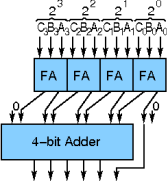 2³ 2² 2¹ 2⁰
C₃B₃A₃ C₂B₂A₂ C₁B₁A₁ C₀B₀A₀
FA FA FA FA
0 0
4-bit Adder